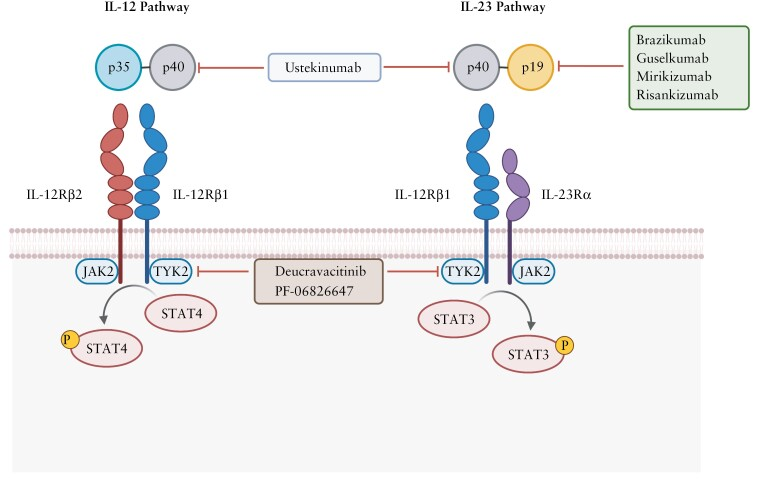 IL-12 Pathway
IL-23 Pathway
p35
p40
Ustekinumab
p40
p19
Brazikumab
Guselkumab
Mirikizumab
Risankizumab
IL-12Rβ2
IL-12Rβ1
IL-12Rβ1
IL-23Rα
JAK2
TYK2
Deucravacitinib
PF-06826647
TYK2
JAK2
STAT4
STAT3
P
STAT4
STAT3
P